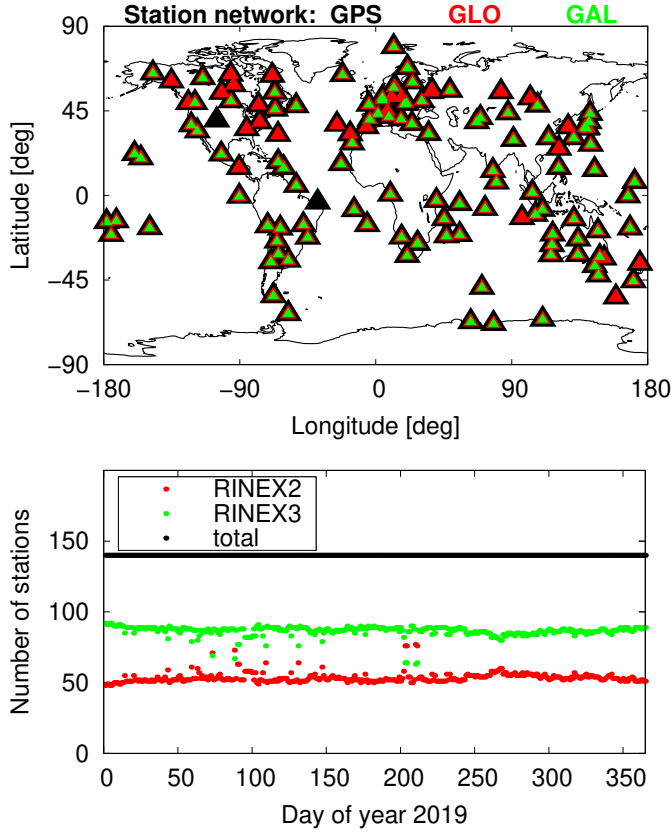 Station network: GPS GLO GAL
90
45
0
−45
−90
Latitude [deg]
−180 −90 0 90 180
Longitude [deg]
RINEX2
RINEX3
total
150
100
50
0
Number of stations
0 50 100 150 200 250 300 350
Day of year 2019